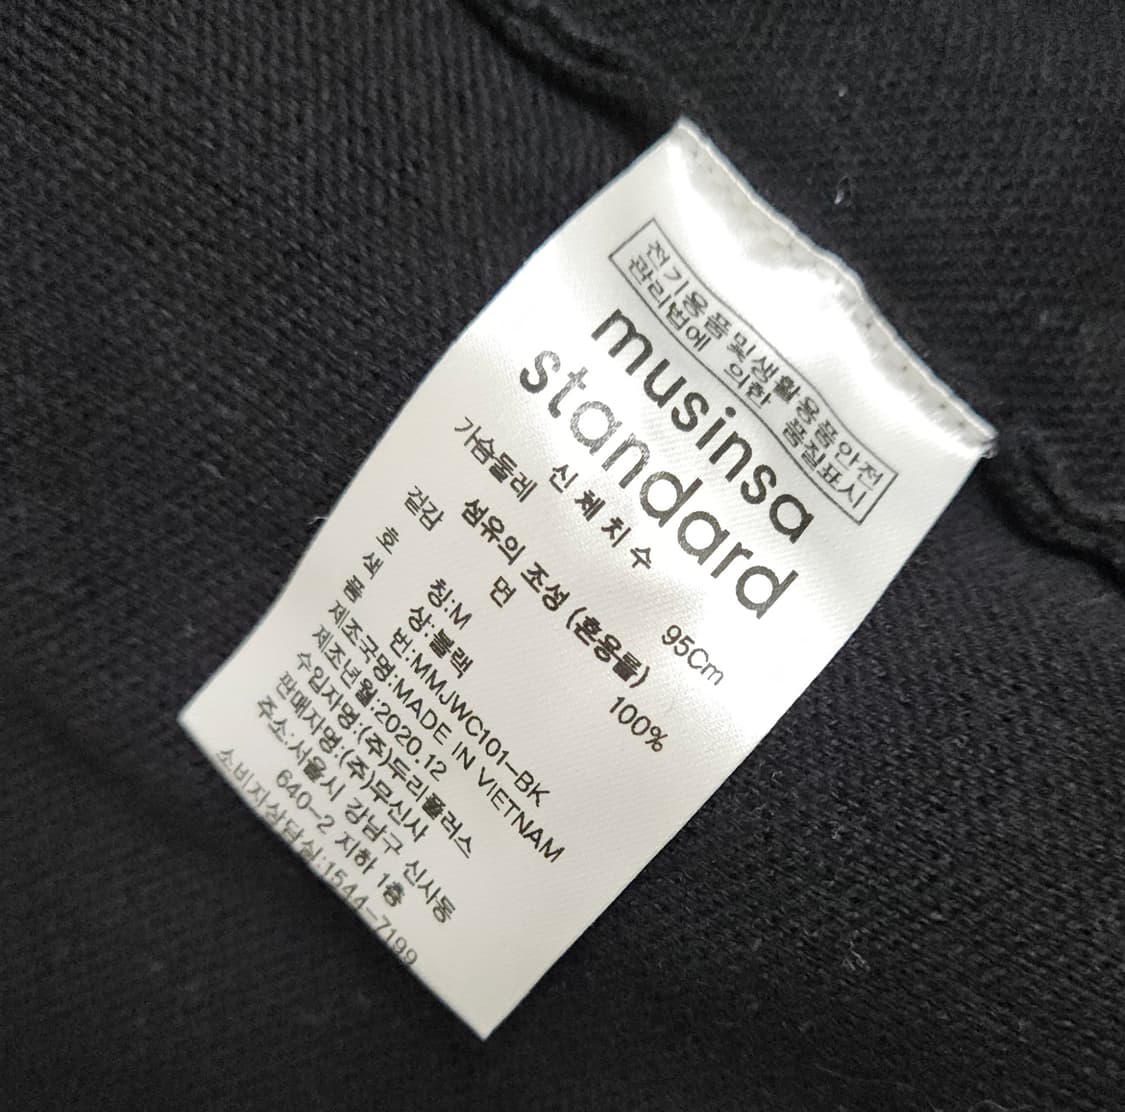 전기용품및생활용품안전
관리법에 의한 품질표시
musinsa
standard
신 체 치 수
가슴둘레 95Cm
섬유의 조성 (혼용률)
겉감 면 100%
호 칭:M
색 상:블랙
품 번:MMJWC101-BK
제조국명:MADE IN VIETNAM
제조년월:2020.12
수입자명:(주)두리플러스
판매자명:(주)무신사
주소:서울시 강남구 신사동
640-2 지하 1층
소비자상담실:1544-7199